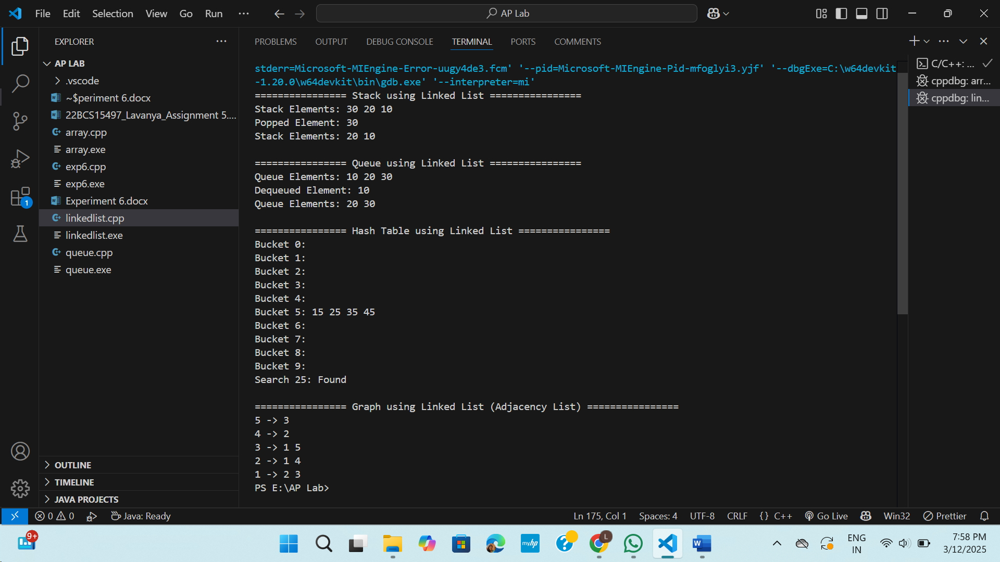 File Edit Selection View Go Run ···
AP Lab
EXPLORER
AP LAB
.vscode
~$periment 6.docx
22BCS15497_Lavanya_Assignment 5....
array.cpp
array.exe
exp6.cpp
exp6.exe
Experiment 6.docx
linkedlist.cpp
linkedlist.exe
queue.cpp
queue.exe
OUTLINE
TIMELINE
JAVA PROJECTS
1
PROBLEMS OUTPUT DEBUG CONSOLE TERMINAL PORTS COMMENTS
stderr=Microsoft-MIEngine-Error-uugy4de3.fcm' '--pid=Microsoft-MIEngine-Pid-mfoglyi3.yjf' '--dbgExe=C:\w64devkit
-1.20.0\w64devkit\bin\gdb.exe' '--interpreter=mi'
================ Stack using Linked List ================
Stack Elements: 30 20 10
Popped Element: 30
Stack Elements: 20 10
================ Queue using Linked List ================
Queue Elements: 10 20 30
Dequeued Element: 10
Queue Elements: 20 30
================ Hash Table using Linked List ================
Bucket 0:
Bucket 1:
Bucket 2:
Bucket 3:
Bucket 4:
Bucket 5: 15 25 35 45
Bucket 6:
Bucket 7:
Bucket 8:
Bucket 9:
Search 25: Found
================ Graph using Linked List (Adjacency List) ================
5 -> 3
4 -> 2
3 -> 1 5
2 -> 1 4
1 -> 2 3
PS E:\AP Lab>
C/C++: ...
cppdbg: arr...
cppdbg: lin...
0 0 Java: Ready
Ln 175, Col 1 Spaces: 4 UTF-8 CRLF {} C++ Go Live Win32 Prettier
9+
myhp
L
ENG
IN
7:58 PM
3/12/2025